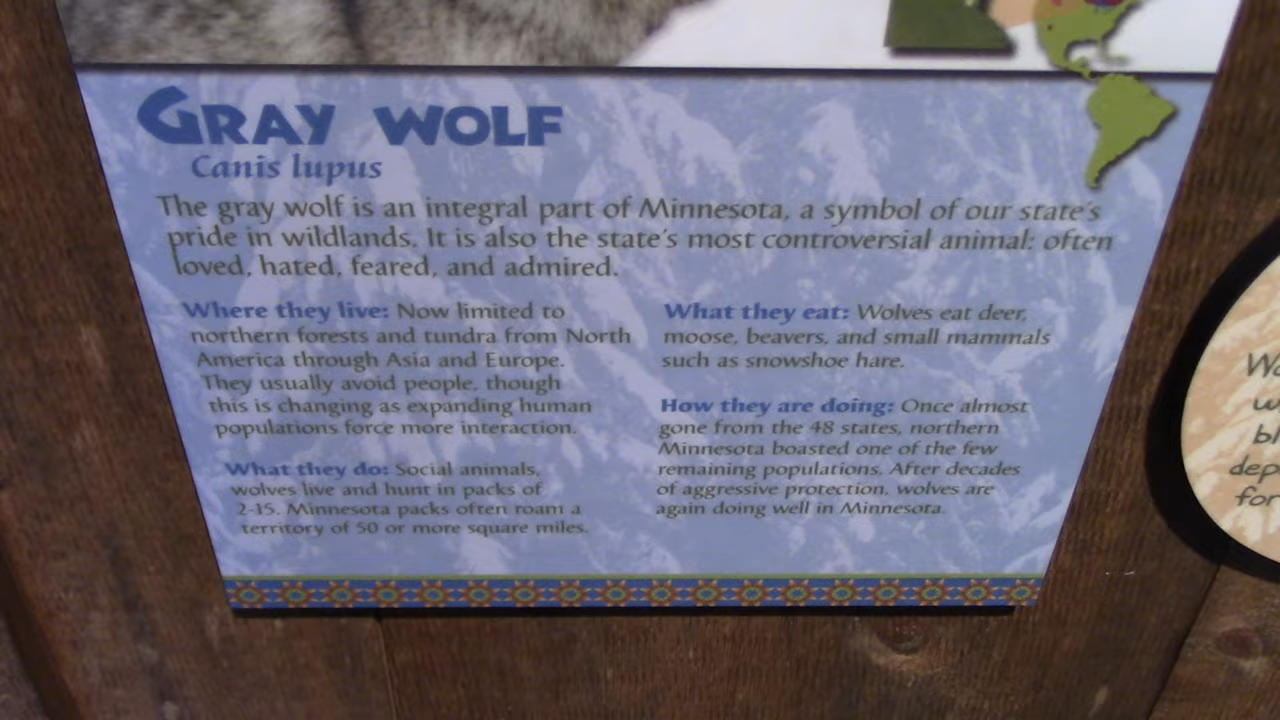 GRAY WOLF
Canis lupus
The gray wolf is an integral part of Minnesota, a symbol of our state's
pride in wildlands. It is also the state's most controversial animal: often
loved, hated, feared, and admired.
Where they live: Now limited to
northern forests and tundra from North
America through Asia and Europe.
They usually avoid people, though
this is changing as expanding human
populations force more interaction.
What they do: Social animals,
wolves live and hunt in packs of
2-15. Minnesota packs often roam a
territory of 50 or more square miles.
What they eat: Wolves eat deer,
moose, beavers, and small mammals
such as snowshoe hare.
How they are doing: Once almost
gone from the 48 states, northern
Minnesota boasted one of the few
remaining populations. After decades
of aggressive protection, wolves are
again doing well in Minnesota.